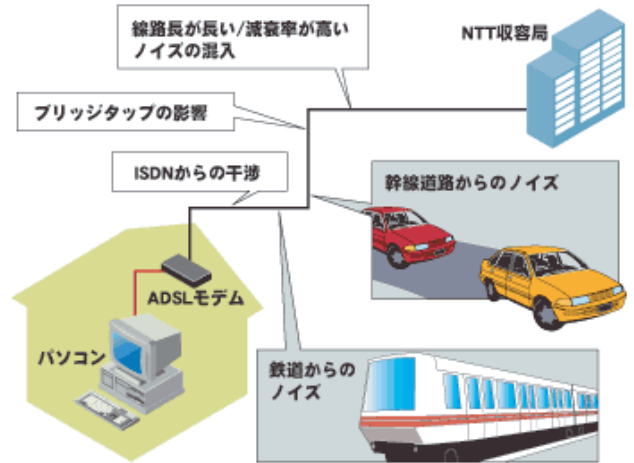 線路長が長い/減衰率が高い
ノイズの混入
NTT収容局
ブリッジタップの影響
ISDNからの干渉
幹線道路からのノイズ
ADSLモデム
パソコン
鉄道からの
ノイズ